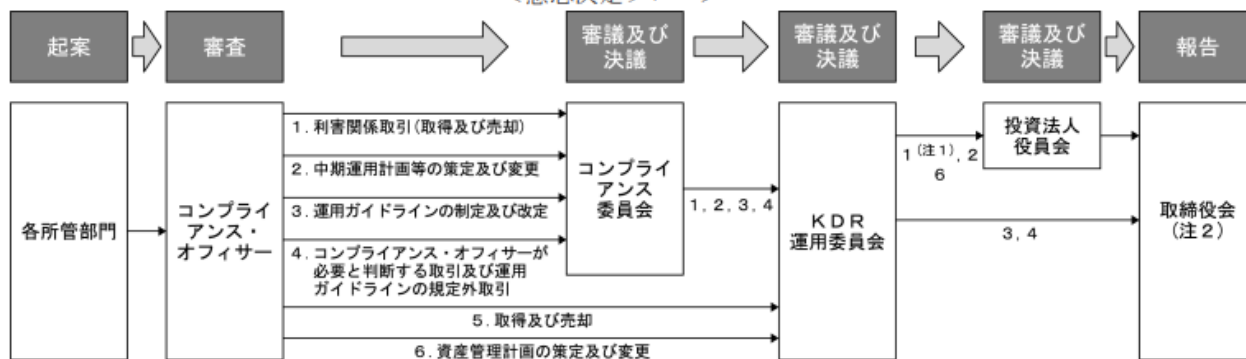 ＜意思決定フロー＞
起案
審査
審議及び
決議
審議及び
決議
審議及び
決議
報告
各所管部門
コンプライ
アンス・
オフィサー
1．利害関係取引(取得及び売却)
2．中期運用計画等の策定及び変更
3．運用ガイドラインの制定及び改定
4．コンプライアンス・オフィサーが
必要と判断する取引及び運用
ガイドラインの規定外取引
5．取得及び売却
6．資産管理計画の策定及び変更
コンプライ
アンス
委員会
1，2，3，4
ＫＤＲ
運用委員会
1(注1)，2
6
3，4
投資法人
役員会
取締役会
(注2)